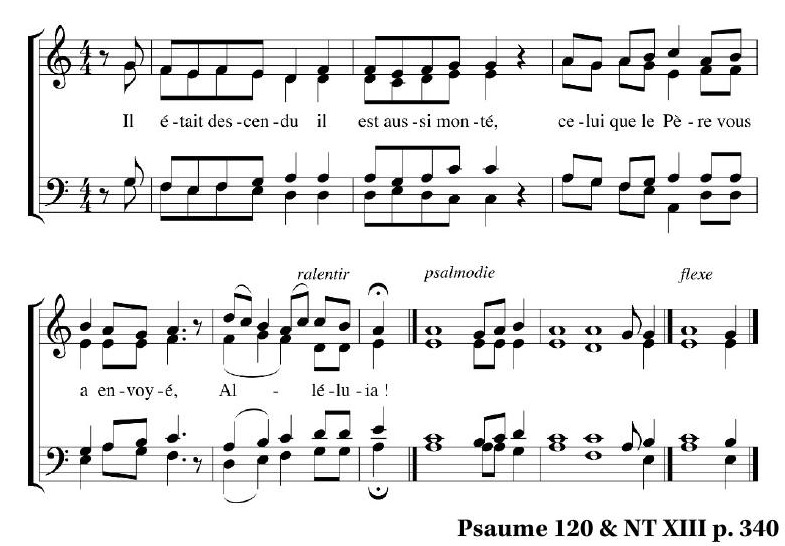 Il é -tait des -cen -du il est aus -si mon -té, ce -lui que le Pè - re vous
ralentir psalmodie flexe
a en -voy -é, Al - lé -lu -ia !
Psaume 120 & NT XIII p. 340